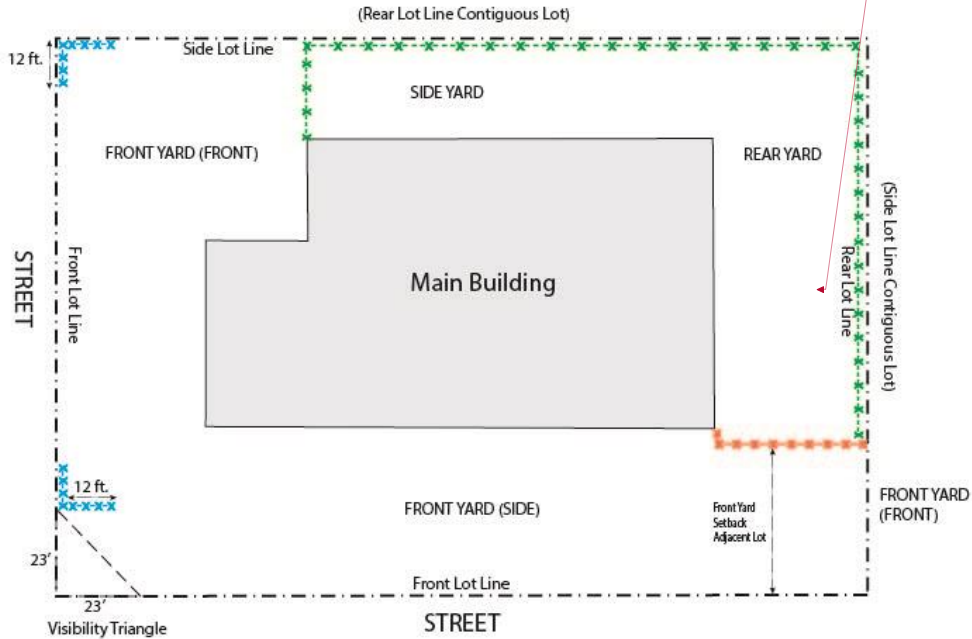 (Rear Lot Line Contiguous Lot)
Side Lot Line
12 ft.
SIDE YARD
FRONT YARD (FRONT)
REAR YARD
(Side Lot Line Contiguous Lot)
STREET
Front Lot Line
Main Building
Rear Lot Line
12 ft.
FRONT YARD (SIDE)
Front Yard
Setback
Adjacent Lot
FRONT YARD
(FRONT)
23'
Front Lot Line
23'
Visibility Triangle
STREET